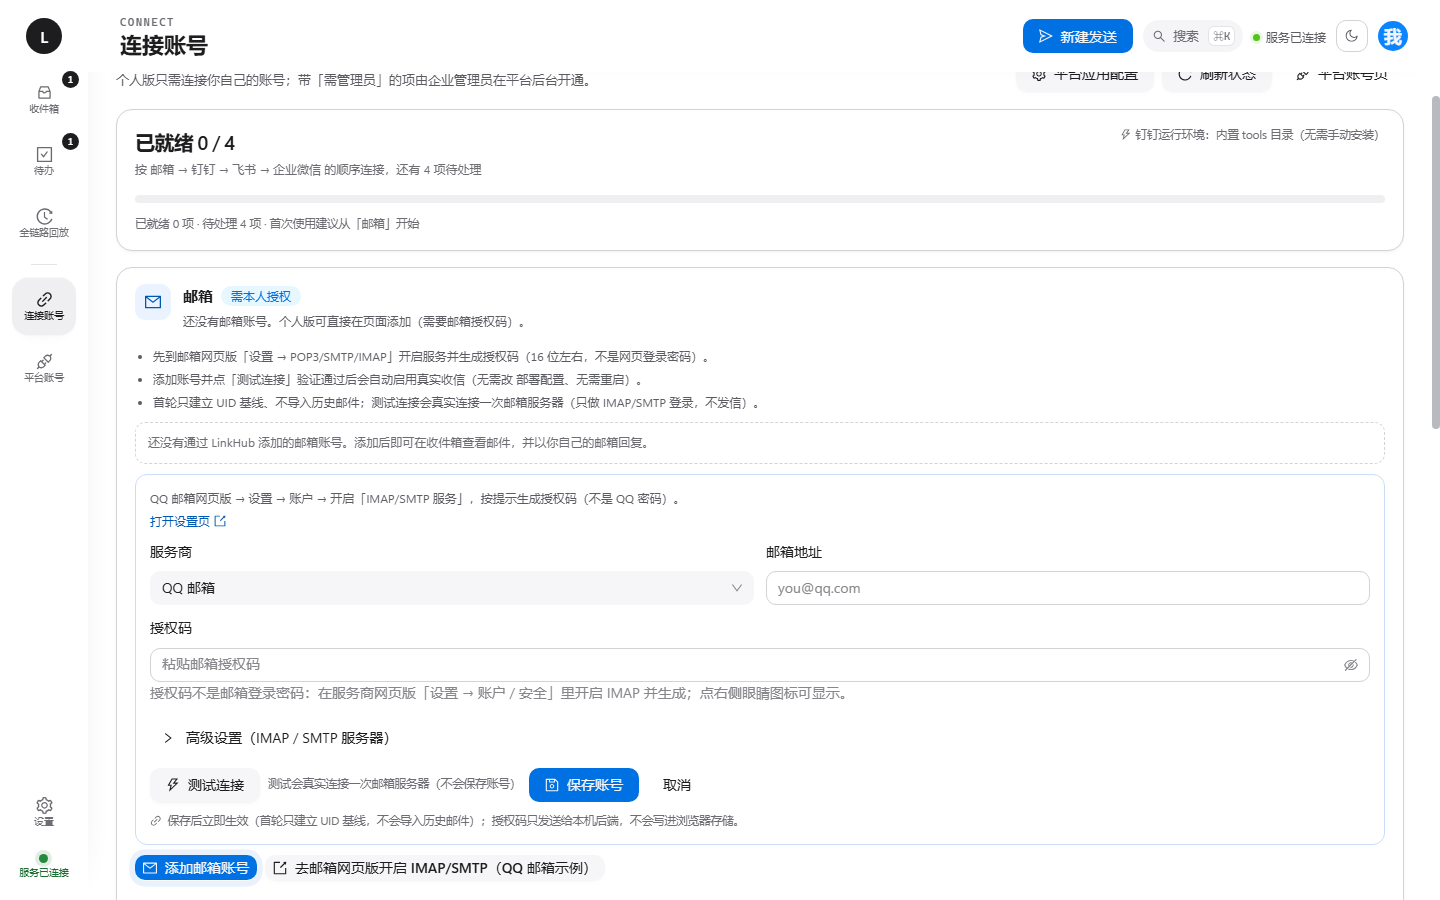 L
1
收件箱
1
待办
全链路回放
连接账号
平台账号
设置
服务已连接
CONNECT
连接账号
新建发送
搜索
⌘K
服务已连接
我
个人版只需连接你自己的账号；带「需管理员」的项由企业管理员在平台后台开通。
平台应用配置
刷新状态
平台账号页
已就绪 0 / 4
钉钉运行环境：内置 tools 目录（无需手动安装）
按 邮箱 → 钉钉 → 飞书 → 企业微信 的顺序连接，还有 4 项待处理
已就绪 0 项 · 待处理 4 项 · 首次使用建议从「邮箱」开始
邮箱
需本人授权
还没有邮箱账号。个人版可直接在页面添加（需要邮箱授权码）。
• 先到邮箱网页版「设置 → POP3/SMTP/IMAP」开启服务并生成授权码（16 位左右，不是网页登录密码）。
• 添加账号并点「测试连接」验证通过后会自动启用真实收信（无需改 部署配置、无需重启）。
• 首轮只建立 UID 基线、不导入历史邮件；测试连接会真实连接一次邮箱服务器（只做 IMAP/SMTP 登录，不发信）。
还没有通过 LinkHub 添加的邮箱账号。添加后即可在收件箱查看邮件，并以你自己的邮箱回复。
QQ 邮箱网页版 → 设置 → 账户 → 开启「IMAP/SMTP 服务」，按提示生成授权码（不是 QQ 密码）。
打开设置页
服务商
邮箱地址
QQ 邮箱
you@qq.com
授权码
粘贴邮箱授权码
授权码不是邮箱登录密码：在服务商网页版「设置 → 账户 / 安全」里开启 IMAP 并生成；点右侧眼睛图标可显示。
高级设置（IMAP / SMTP 服务器）
测试连接
测试会真实连接一次邮箱服务器（不会保存账号）
保存账号
取消
保存后立即生效（首轮只建立 UID 基线，不会导入历史邮件）；授权码只发送给本机后端，不会写进浏览器存储。
添加邮箱账号
去邮箱网页版开启 IMAP/SMTP（QQ 邮箱示例）